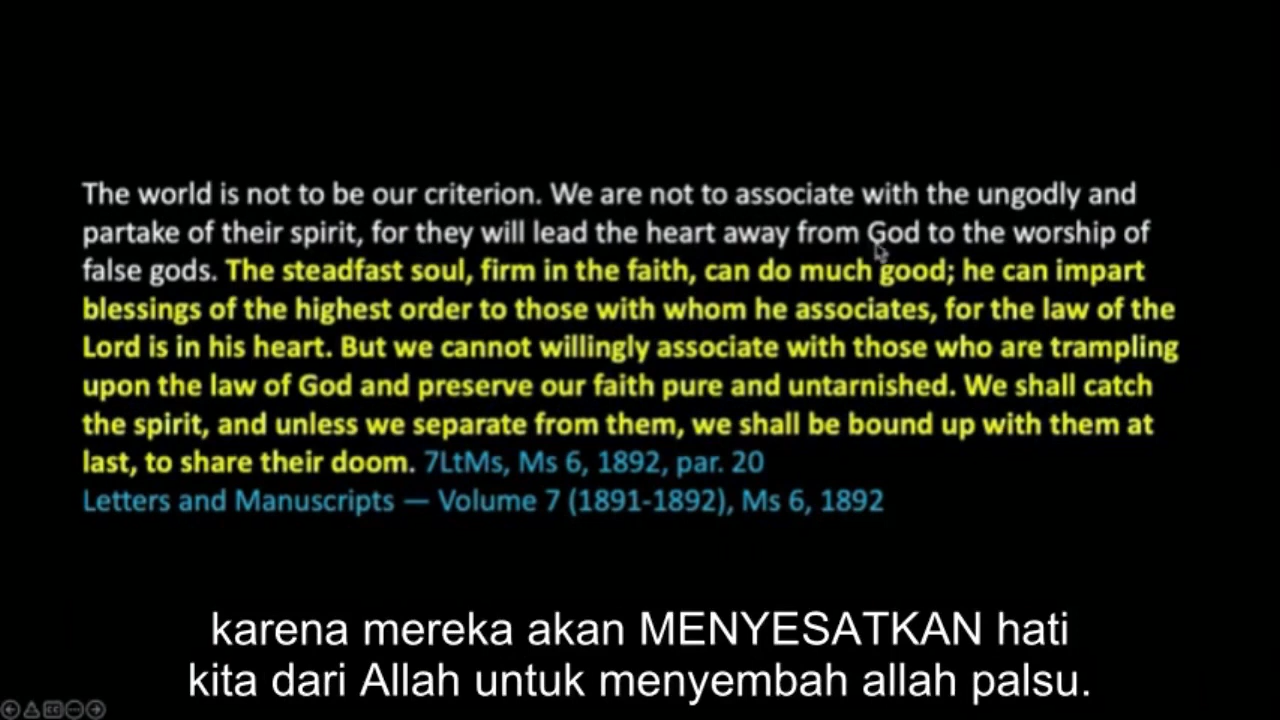 The world is not to be our criterion. We are not to associate with the ungodly and
partake of their spirit, for they will lead the heart away from God to the worship of
false gods. The steadfast soul, firm in the faith, can do much good; he can impart
blessings of the highest order to those with whom he associates, for the law of the
Lord is in his heart. But we cannot willingly associate with those who are trampling
upon the law of God and preserve our faith pure and untarnished. We shall catch
the spirit, and unless we separate from them, we shall be bound up with them at
last, to share their doom. 7LtMs, Ms 6, 1892, par. 20
Letters and Manuscripts — Volume 7 (1891-1892), Ms 6, 1892
karena mereka akan MENYESATKAN hati
kita dari Allah untuk menyembah allah palsu.